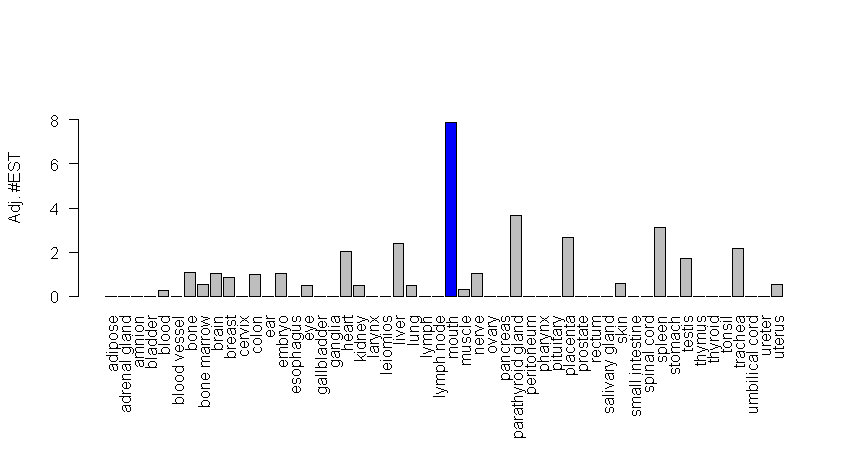 Adj. #EST
8
6
4
2
0
adipose
adrenal gland
amnion
bladder
blood
blood vessel
bone
bone marrow
brain
breast
cervix
colon
ear
embryo
esophagus
eye
gallbladder
ganglia
heart
kidney
larynx
leiomios
liver
lung
lymph
lymph node
mouth
muscle
nerve
ovary
pancreas
parathyroid gland
peritoneum
pharynx
pituitary
placenta
prostate
rectum
salivary gland
skin
small intestine
spinal cord
spleen
stomach
testis
thymus
thyroid
tonsil
trachea
umbilical cord
ureter
uterus